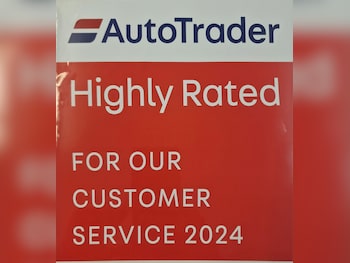 AutoTrader
Highly Rated
FOR OUR
CUSTOMER
SERVICE 2024